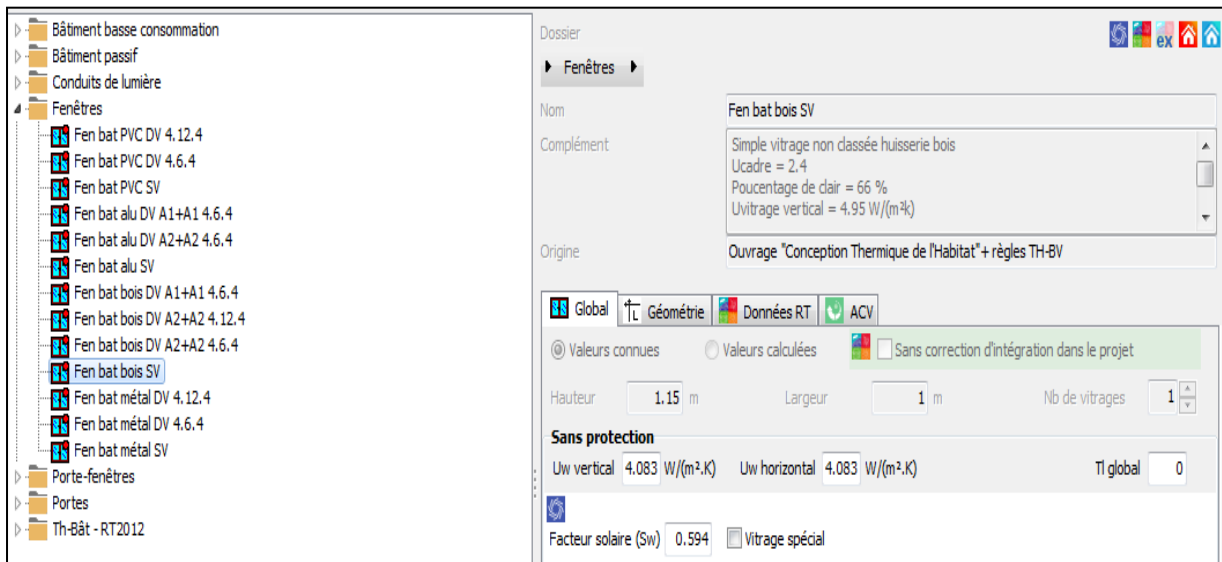 Bâtiment basse consommation
Bâtiment passif
Conduits de lumière
Fenêtres
Fen bat PVC DV 4.12.4
Fen bat PVC DV 4.6.4
Fen bat PVC SV
Fen bat alu DV A1+A1 4.6.4
Fen bat alu DV A2+A2 4.6.4
Fen bat alu SV
Fen bat bois DV A1+A1 4.6.4
Fen bat bois DV A2+A2 4.12.4
Fen bat bois DV A2+A2 4.6.4
Fen bat bois SV
Fen bat métal DV 4.12.4
Fen bat métal DV 4.6.4
Fen bat métal SV
Porte-fenêtres
Portes
Th-Bât - RT2012
Dossier
ex
Fenêtres
Nom Fen bat bois SV
Complément Simple vitrage non classée huisserie bois
Ucadre = 2.4
Poucentage de clair = 66 %
Uvitrage vertical = 4.95 W/(m²k)
Origine Ouvrage "Conception Thermique de l'Habitat"+ règles TH-BV
Global Géométrie Données RT ACV
Valeurs connues Valeurs calculées Sans correction d'intégration dans le projet
Hauteur 1.15 m Largeur 1 m Nb de vitrages 1
Sans protection
Uw vertical 4.083 W/(m².K) Uw horizontal 4.083 W/(m².K) Tl global 0
Facteur solaire (Sw) 0.594 Vitrage spécial